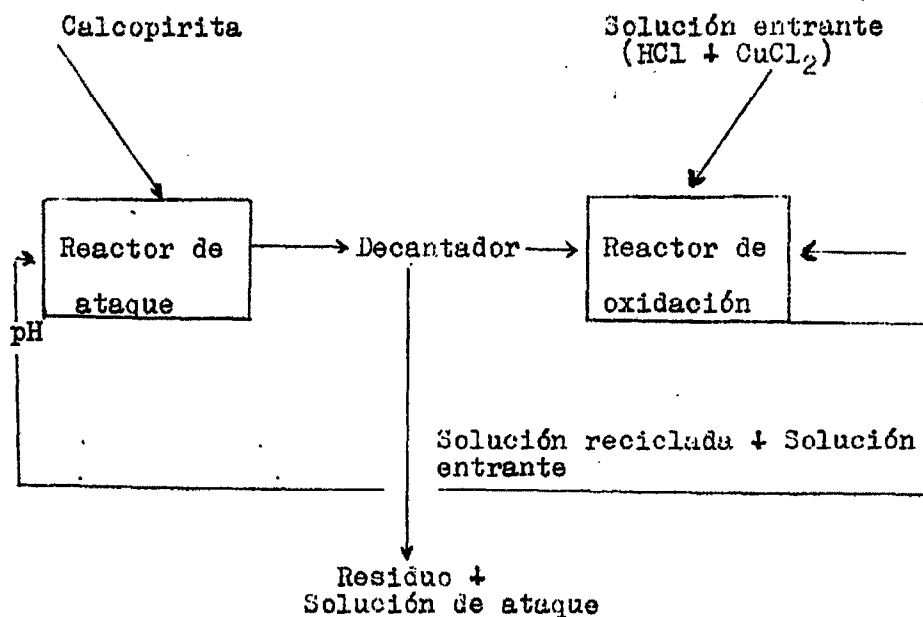 Calcopirita
Solución entrante
(HCl + CuCl₂)
Reactor de
ataque
Decantador
Reactor de
oxidación
pH
Solución reciclada + Solución
entrante
Residuo +
Solución de ataque